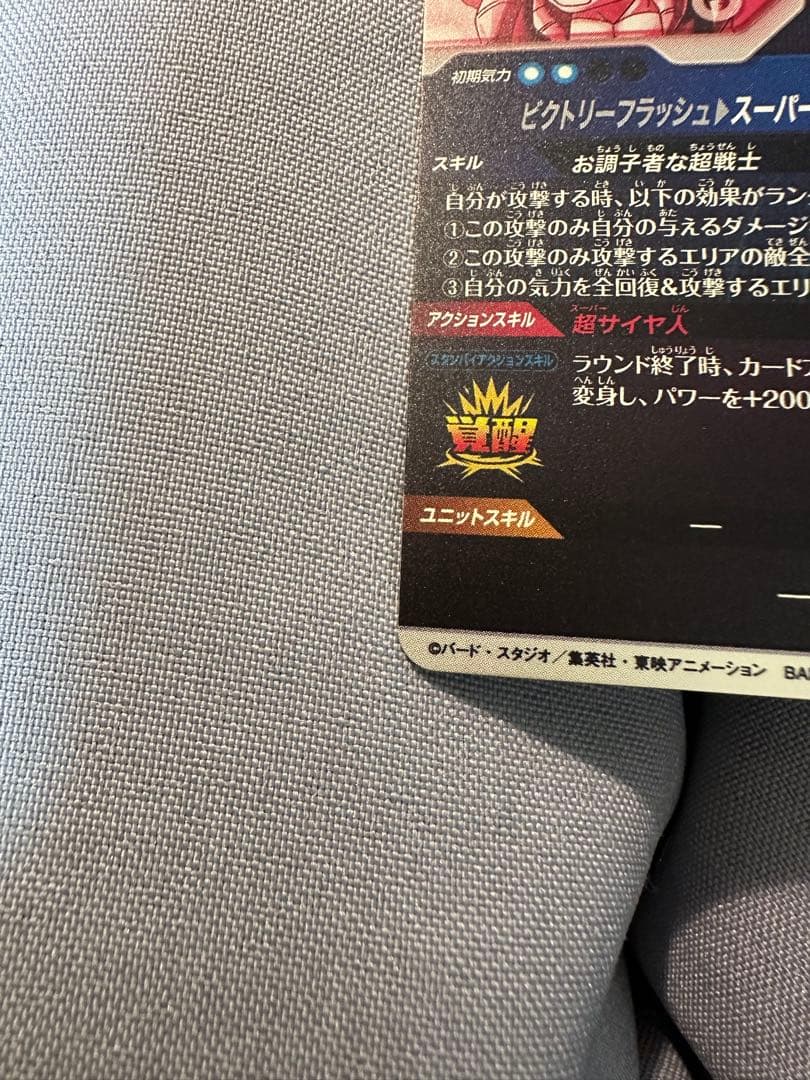 初期気力
ビクトリーフラッシュ▶スーパー
スキル お調子者な超戦士
自分が攻撃する時、以下の効果がラン
①この攻撃のみ自分の与えるダメージ
②この攻撃のみ攻撃するエリアの敵全
③自分の気力を全回復&攻撃するエリ
アクションスキル 超サイヤ人
スタンバイアクションスキル
ラウンド終了時、カード
変身し、パワーを+200
覚醒
ユニットスキル ー
©バード・スタジオ／集英社・東映アニメーション BA